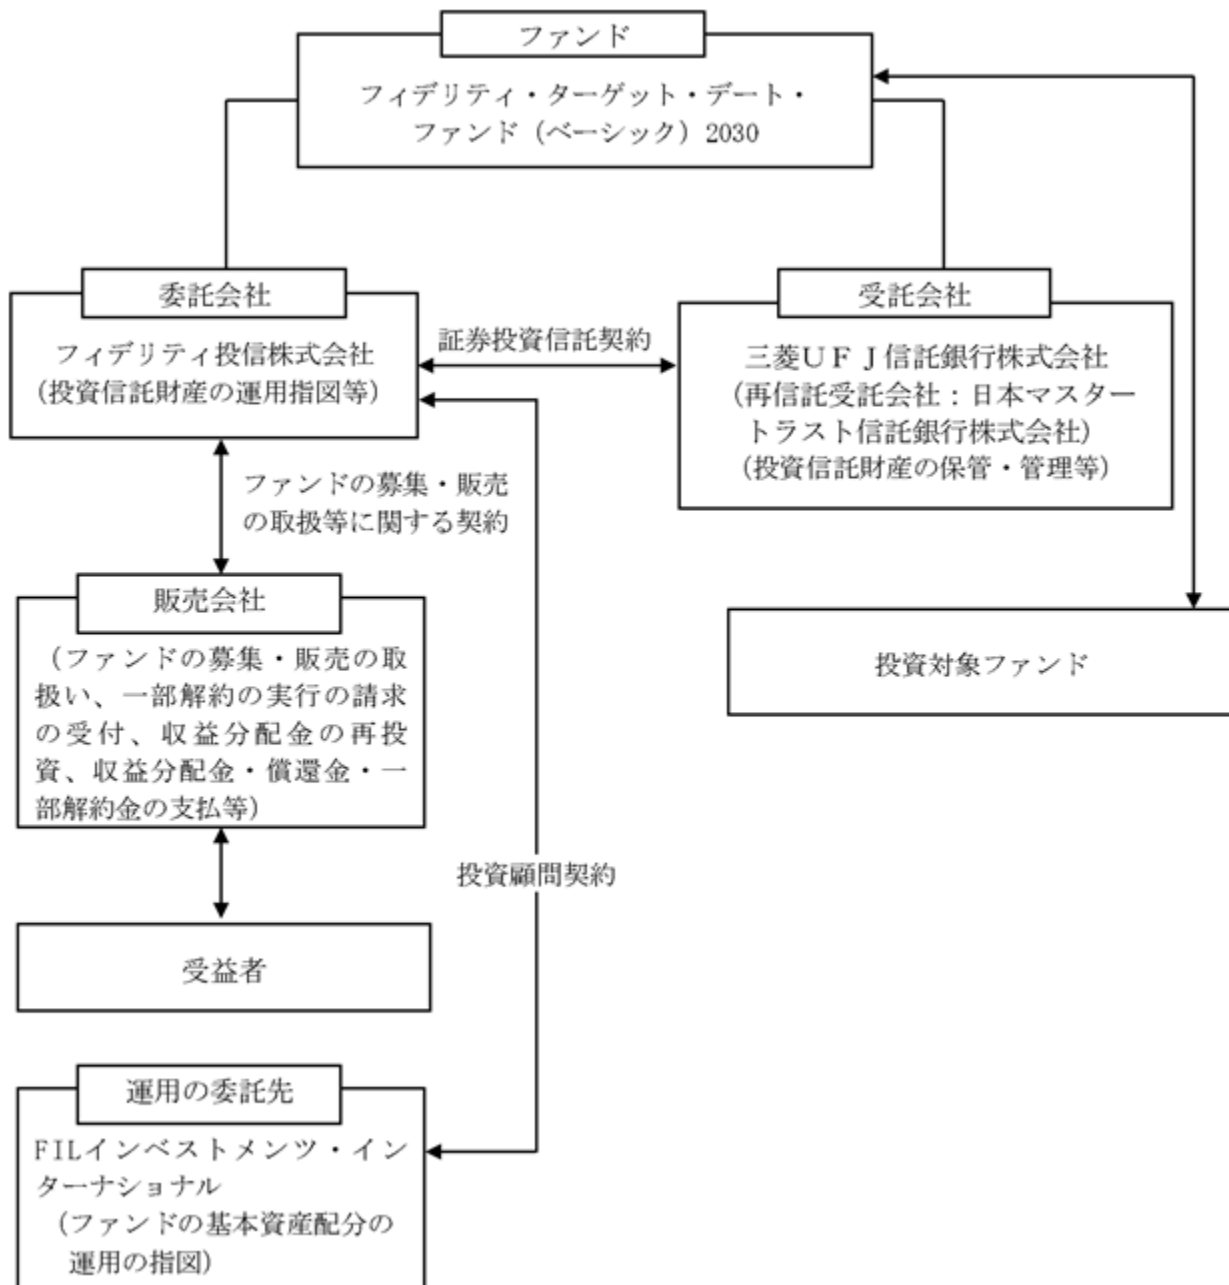 ファンド
フィデリティ・ターゲット・デート・
ファンド（ベーシック）2030
委託会社
フィデリティ投信株式会社
（投資信託財産の運用指図等）
証券投資信託契約
受託会社
三菱ＵＦＪ信託銀行株式会社
（再信託受託会社：日本マスター
トラスト信託銀行株式会社）
（投資信託財産の保管・管理等）
ファンドの募集・販売
の取扱等に関する契約
販売会社
（ファンドの募集・販売の取
扱い、一部解約の実行の請求
の受付、収益分配金の再投
資、収益分配金・償還金・一
部解約金の支払等）
投資対象ファンド
投資顧問契約
受益者
運用の委託先
FILインベストメンツ・イン
ターナショナル
（ファンドの基本資産配分の
運用の指図）